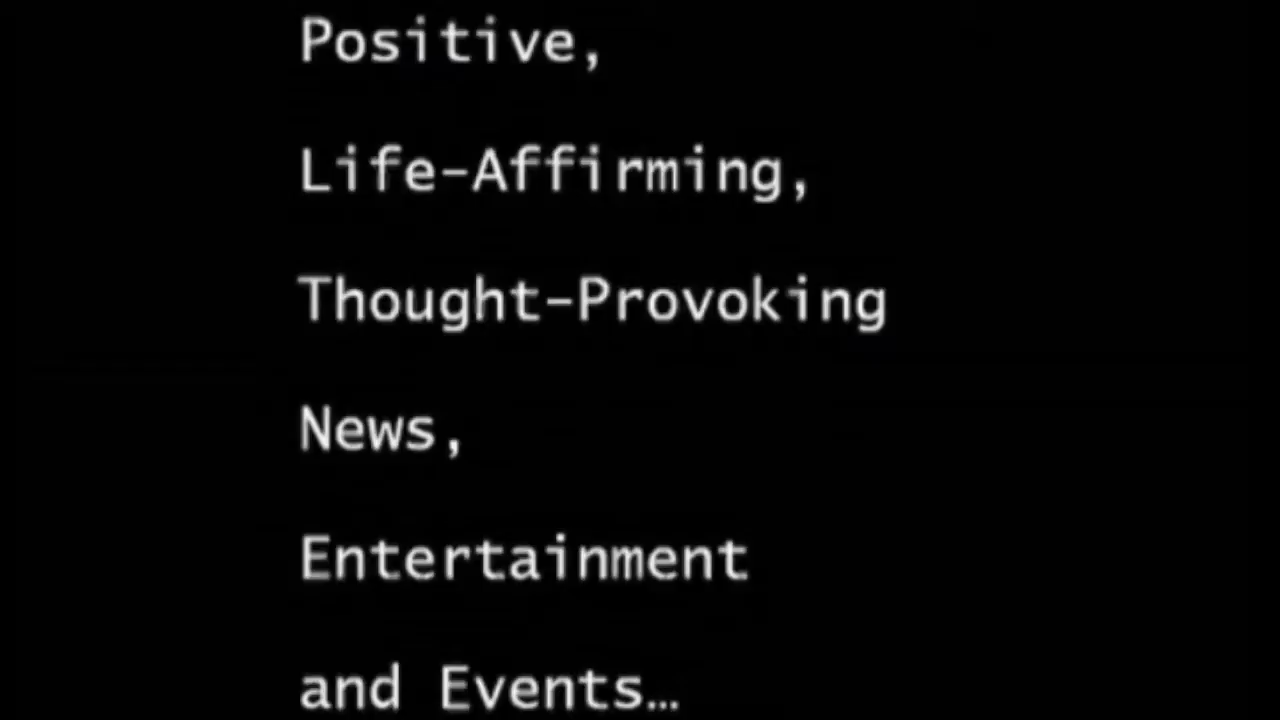 Positive,
Life-Affirming,
Thought-Provoking
News,
Entertainment
and Events…